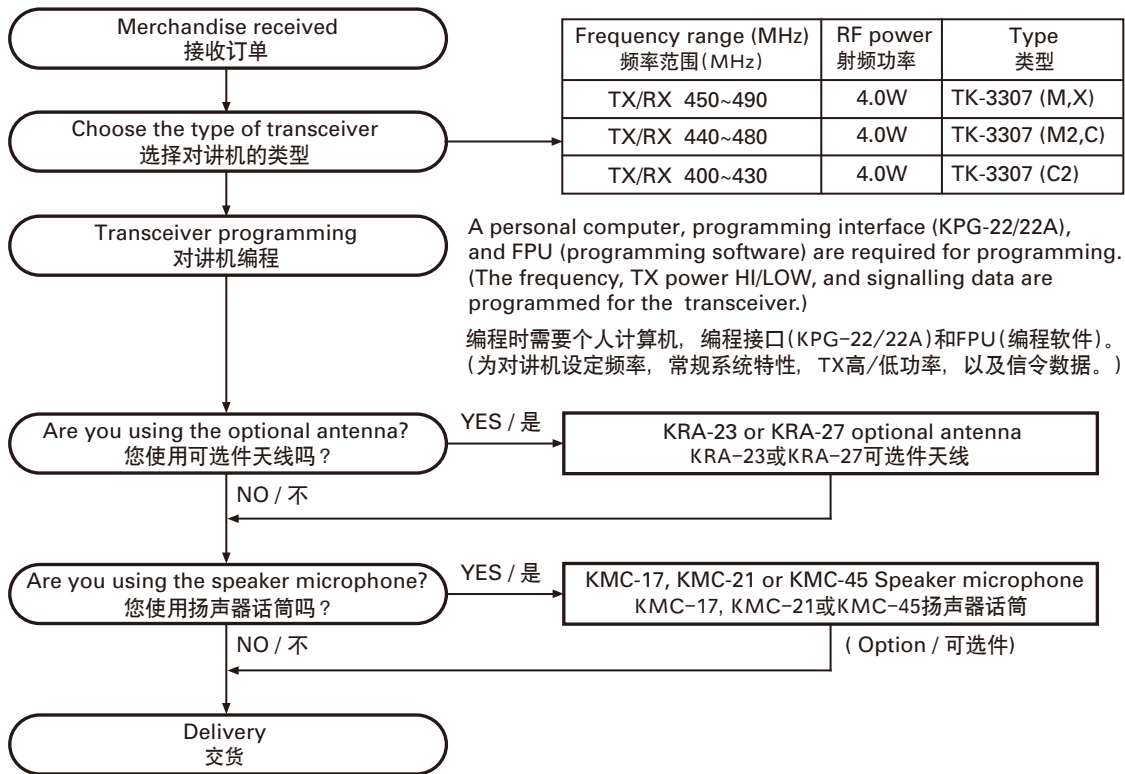 Merchandise received
接收订单
Frequency range (MHz) RF power Type
频率范围(MHz) 射频功率 类型
TX/RX 450~490 4.0W TK-3307 (M,X)
TX/RX 440~480 4.0W TK-3307 (M2,C)
TX/RX 400~430 4.0W TK-3307 (C2)
Choose the type of transceiver
选择对讲机的类型
Transceiver programming
对讲机编程
A personal computer, programming interface (KPG-22/22A),
and FPU (programming software) are required for programming.
(The frequency, TX power HI/LOW, and signalling data are
programmed for the transceiver.)
编程时需要个人计算机，编程接口(KPG-22/22A)和FPU(编程软件)。
(为对讲机设定频率，常规系统特性，TX高/低功率，以及信令数据。)
Are you using the optional antenna?
您使用可选件天线吗？
YES / 是
KRA-23 or KRA-27 optional antenna
KRA-23或KRA-27可选件天线
NO / 不
Are you using the speaker microphone?
您使用扬声器话筒吗？
YES / 是
KMC-17, KMC-21 or KMC-45 Speaker microphone
KMC-17, KMC-21或KMC-45扬声器话筒
NO / 不
( Option / 可选件)
Delivery
交货